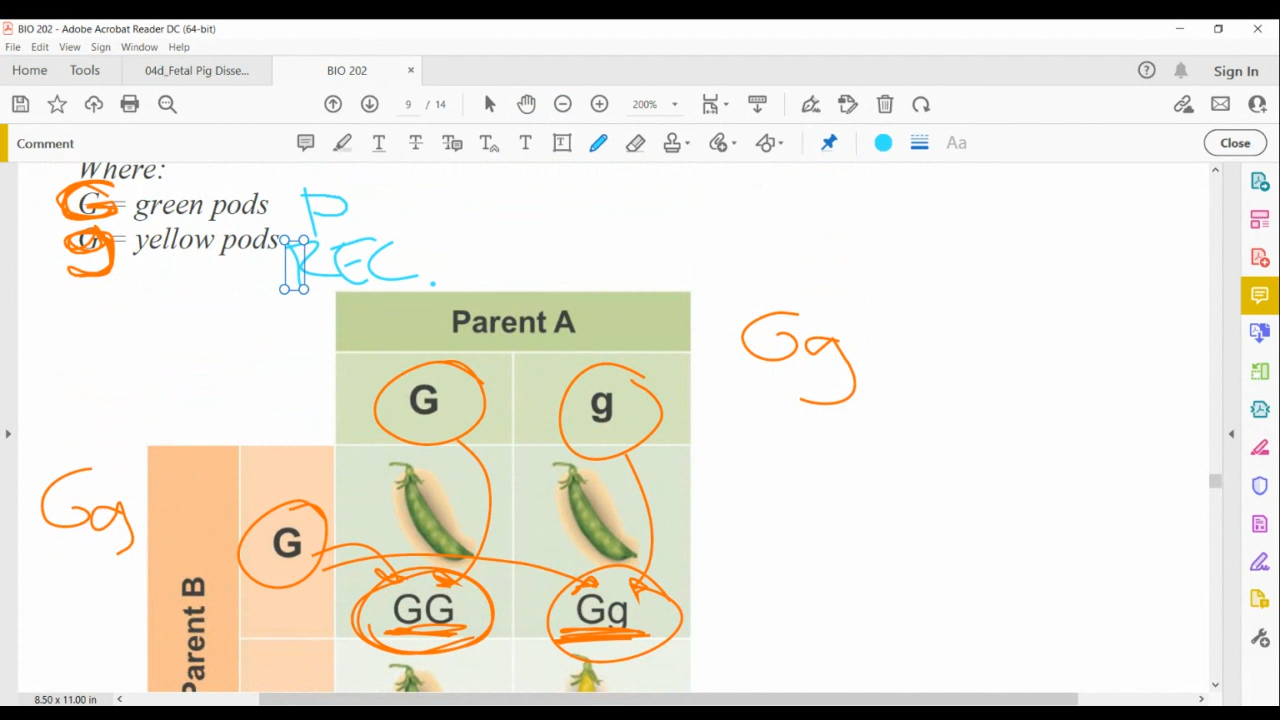 BIO 202 - Adobe Acrobat Reader DC (64-bit)
File Edit View Sign Window Help
Home Tools 04d_Fetal Pig Disse... BIO 202 × Sign In
9 / 14 200%
Comment Close
Where:
G = green pods P
g = yellow pods REC.
Parent A
Gg
G g
Gg
G
Parent B
GG Gg
8.50 x 11.00 in